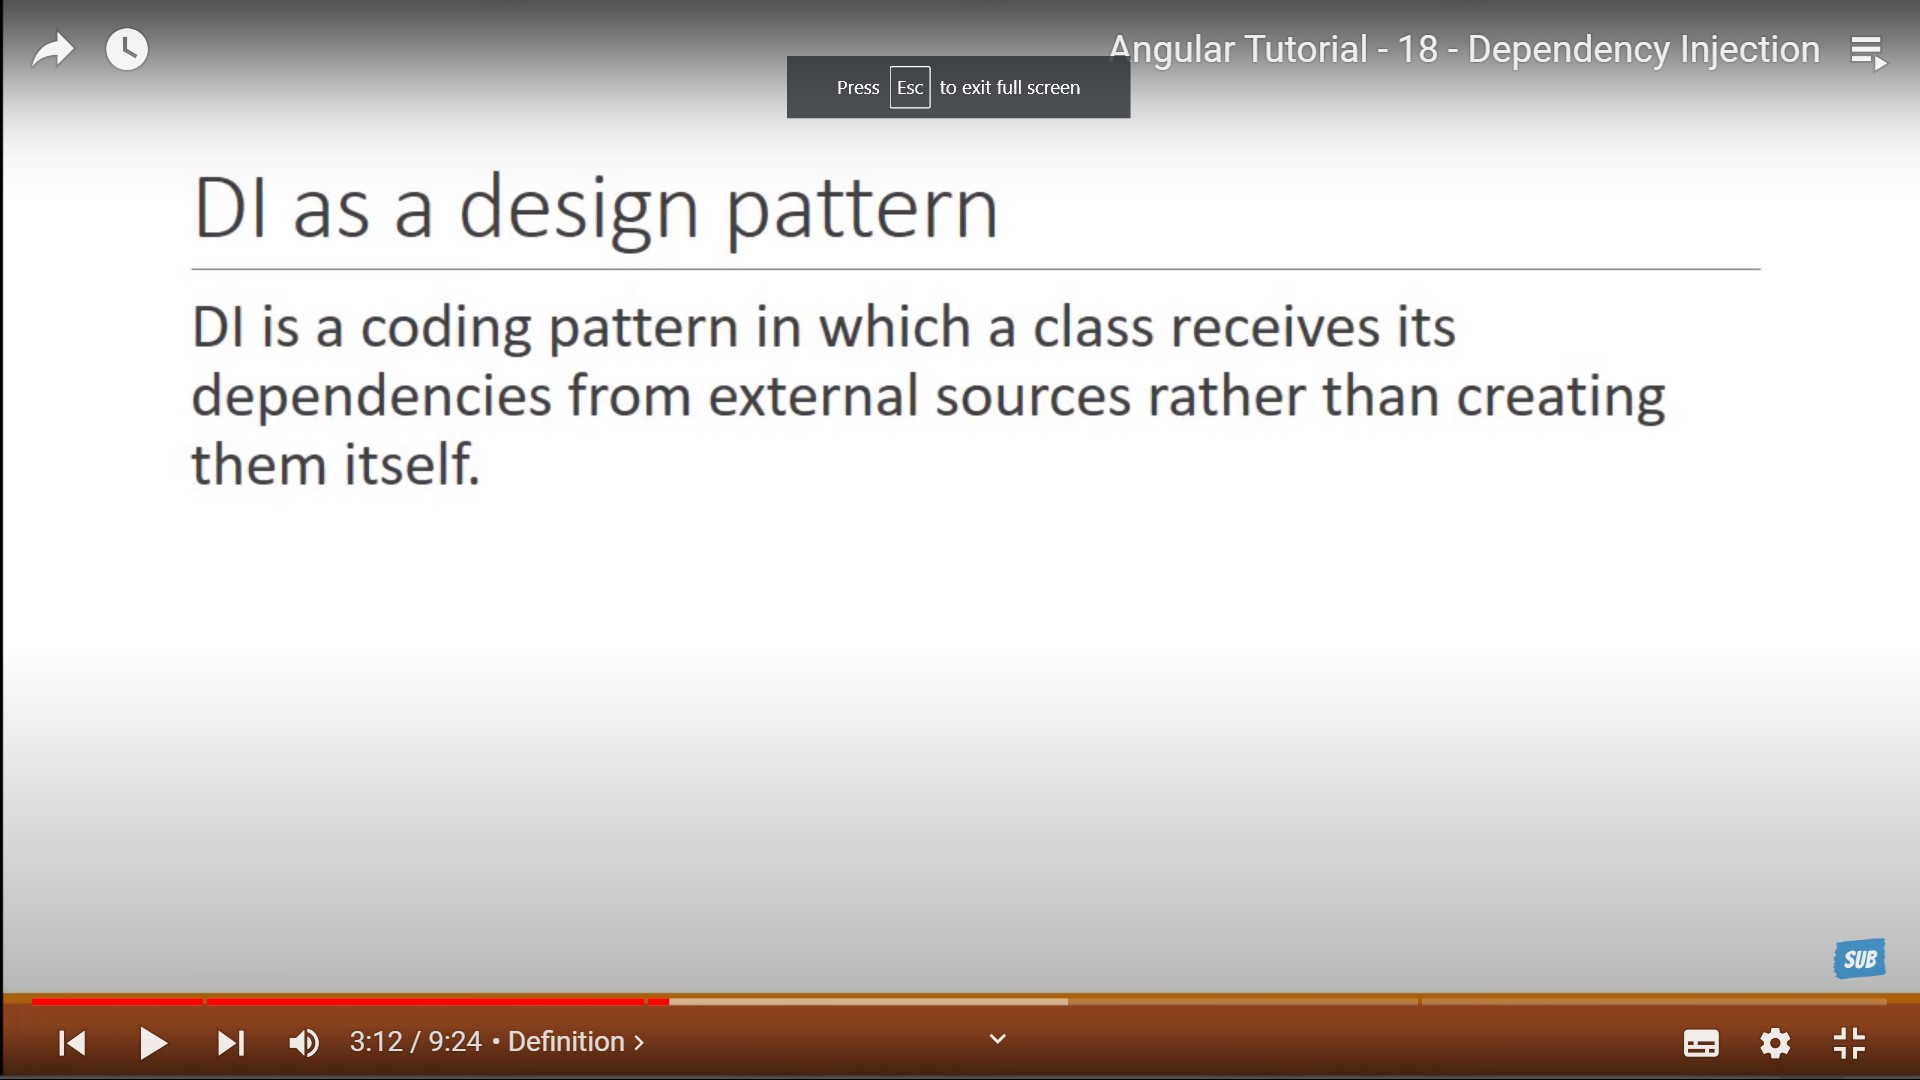 Angular Tutorial - 18 - Dependency Injection
Press Esc to exit full screen
DI as a design pattern
DI is a coding pattern in which a class receives its
dependencies from external sources rather than creating
them itself.
SUB
3:12 / 9:24 • Definition ›